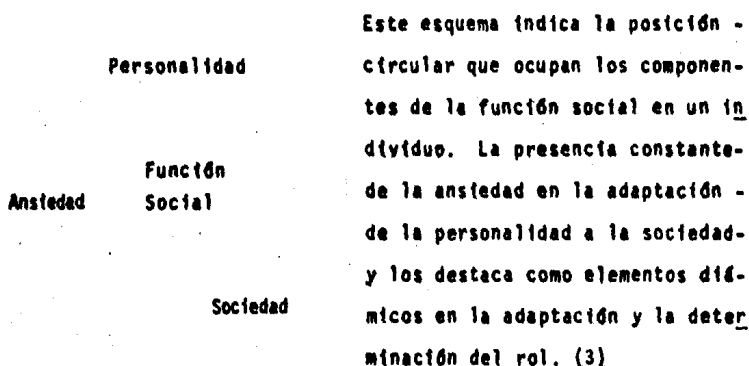 Personalidad
Función
Social
Ansiedad
Sociedad
Este esquema indica la posición -
circular que ocupan los componen-
tes de la función social en un in
dividuo. La presencia constante-
de la ansiedad en la adaptación -
de la personalidad a la sociedad-
y los destaca como elementos diá-
micos en la adaptación y la deter
minación del rol. (3)